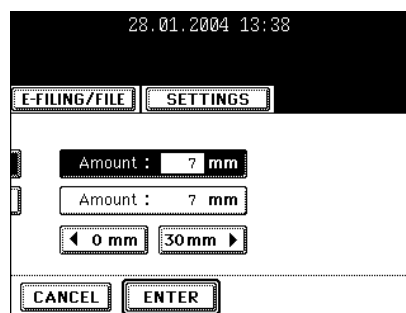 28.01.2004 13:38
E-FILING/FILE SETTINGS
Amount : 7 mm
Amount : 7 mm
0 mm 30mm
CANCEL ENTER